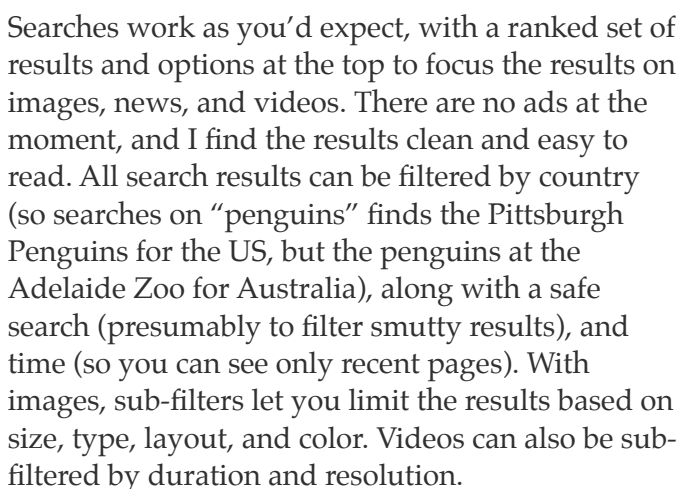 Searches work as you’d expect, with a ranked set of
results and options at the top to focus the results on
images, news, and videos. There are no ads at the
moment, and I find the results clean and easy to
read. All search results can be filtered by country
(so searches on “penguins” finds the Pittsburgh
Penguins for the US, but the penguins at the
Adelaide Zoo for Australia), along with a safe
search (presumably to filter smutty results), and
time (so you can see only recent pages). With
images, sub-filters let you limit the results based on
size, type, layout, and color. Videos can also be sub-
filtered by duration and resolution.